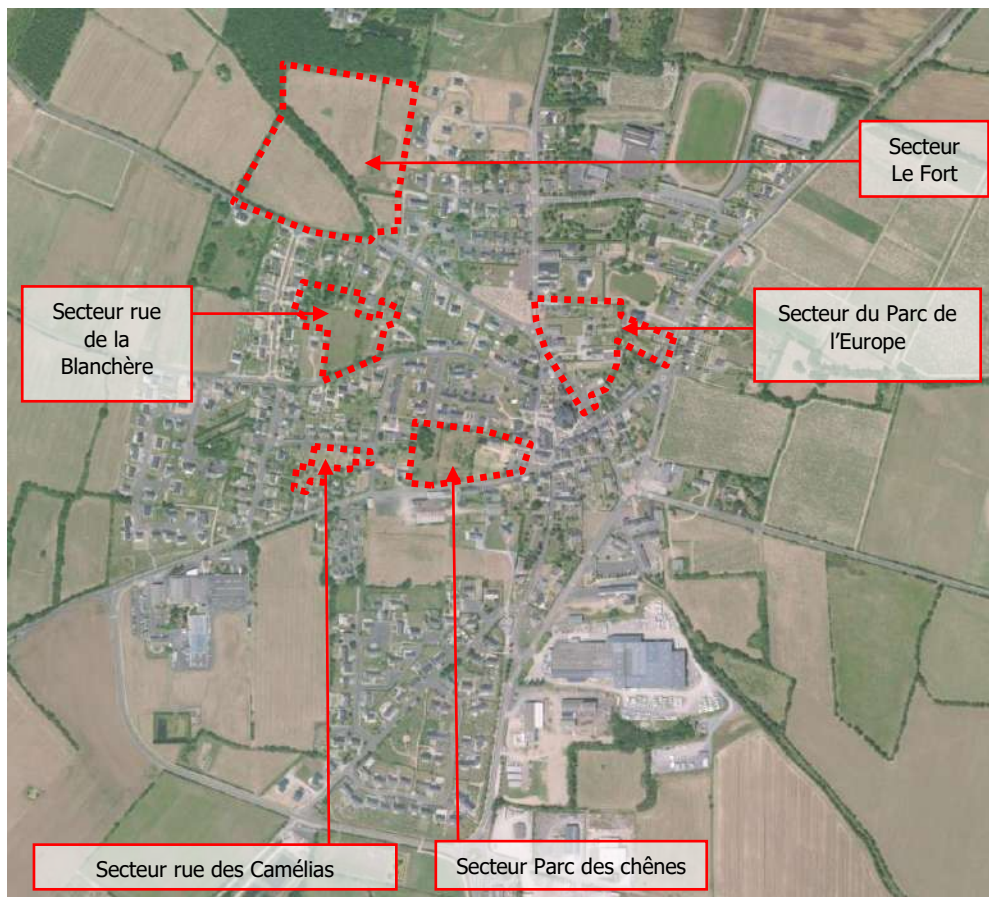 Secteur
Le Fort
Secteur rue
de la
Blanchère
Secteur du Parc de
l'Europe
Secteur rue des Camélias
Secteur Parc des chênes